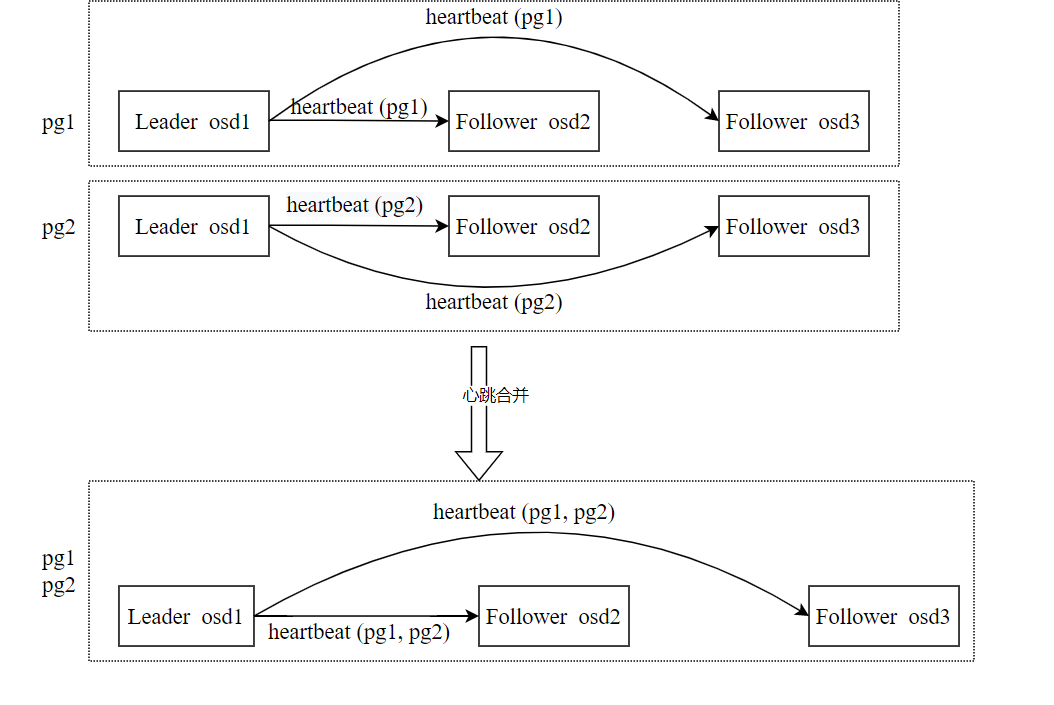 heartbeat (pg1)
heartbeat (pg1)
pg1
Leader osd1
Follower osd2
Follower osd3
heartbeat (pg2)
pg2
Leader osd1
Follower osd2
Follower osd3
heartbeat (pg2)
心跳合并
heartbeat (pg1, pg2)
pg1
pg2
Leader osd1
Follower osd2
Follower osd3
heartbeat (pg1, pg2)